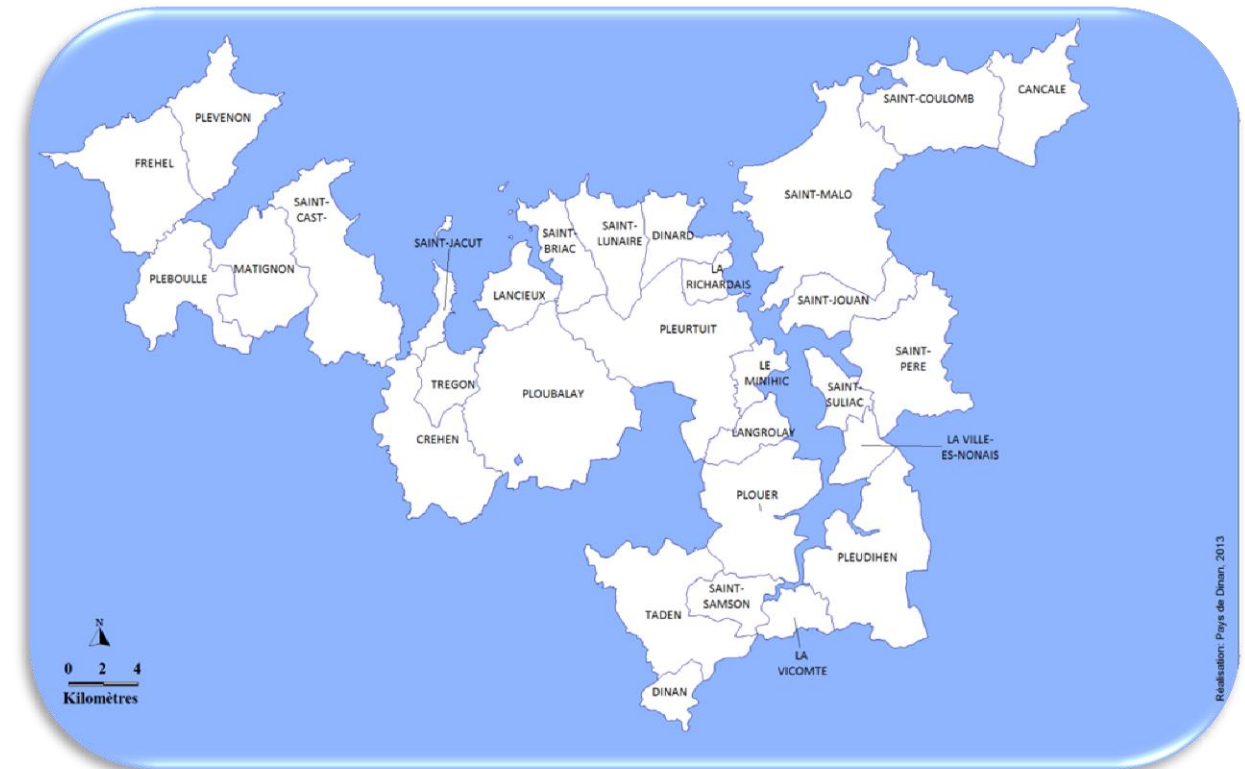 PLEVENON
FREHEL
SAINT-
CAST-
PLEBOULLE
MATIGNON
SAINT-JACUT
LANCIEUX
SAINT-
BRIAC
SAINT-
LUNAIRE
DINARD
LA
RICHARDAIS
SAINT-COULOMB
CANCALE
SAINT-MALO
SAINT-JOUAN
PLEURTUIT
SAINT-
PERE
LE
MINIHIC
SAINT-
SULIAC
TREGON
PLOUBALAY
CREHEN
LANGROLAY
LA VILLE-
ES-NONAIS
PLOUER
PLEUDIHEN
TADEN
SAINT-
SAMSON
LA
VICOMTE
DINAN
N
0 2 4
Kilomètres
Réalisation: Pays de Dinan, 2013